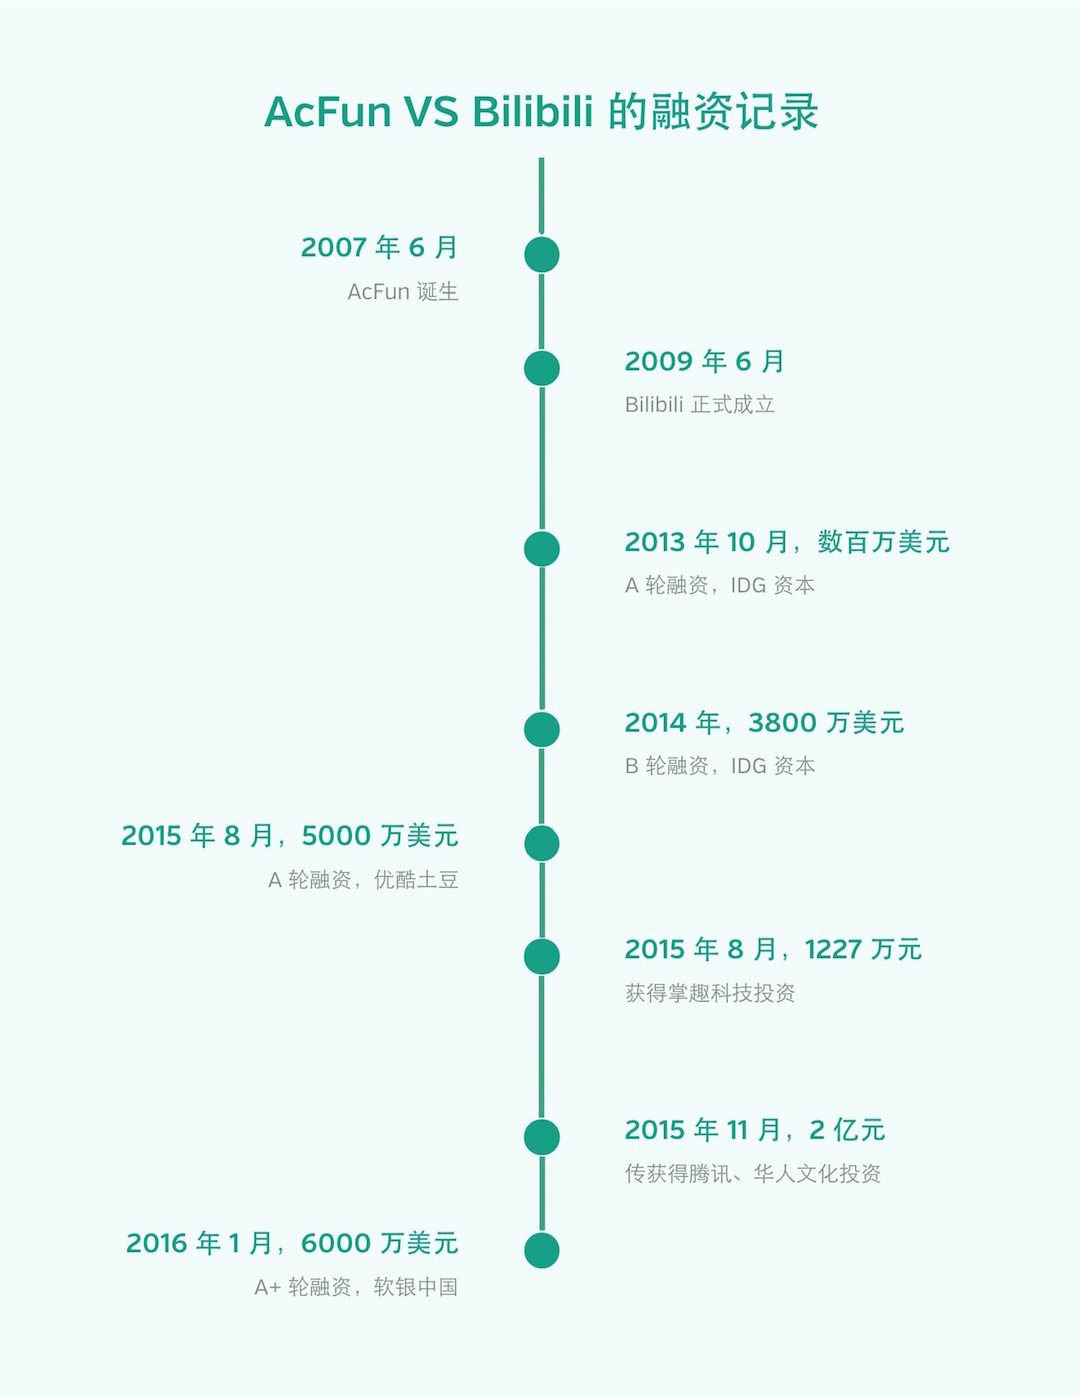 AcFun VS Bilibili 的融资记录
2007 年 6 月
AcFun 诞生
2009 年 6 月
Bilibili 正式成立
2013 年 10 月，数百万美元
A 轮融资，IDG 资本
2014 年，3800 万美元
B 轮融资，IDG 资本
2015 年 8 月，5000 万美元
A 轮融资，优酷土豆
2015 年 8 月，1227 万元
获得掌趣科技投资
2015 年 11 月，2 亿元
传获得腾讯、华人文化投资
2016 年 1 月，6000 万美元
A+ 轮融资，软银中国